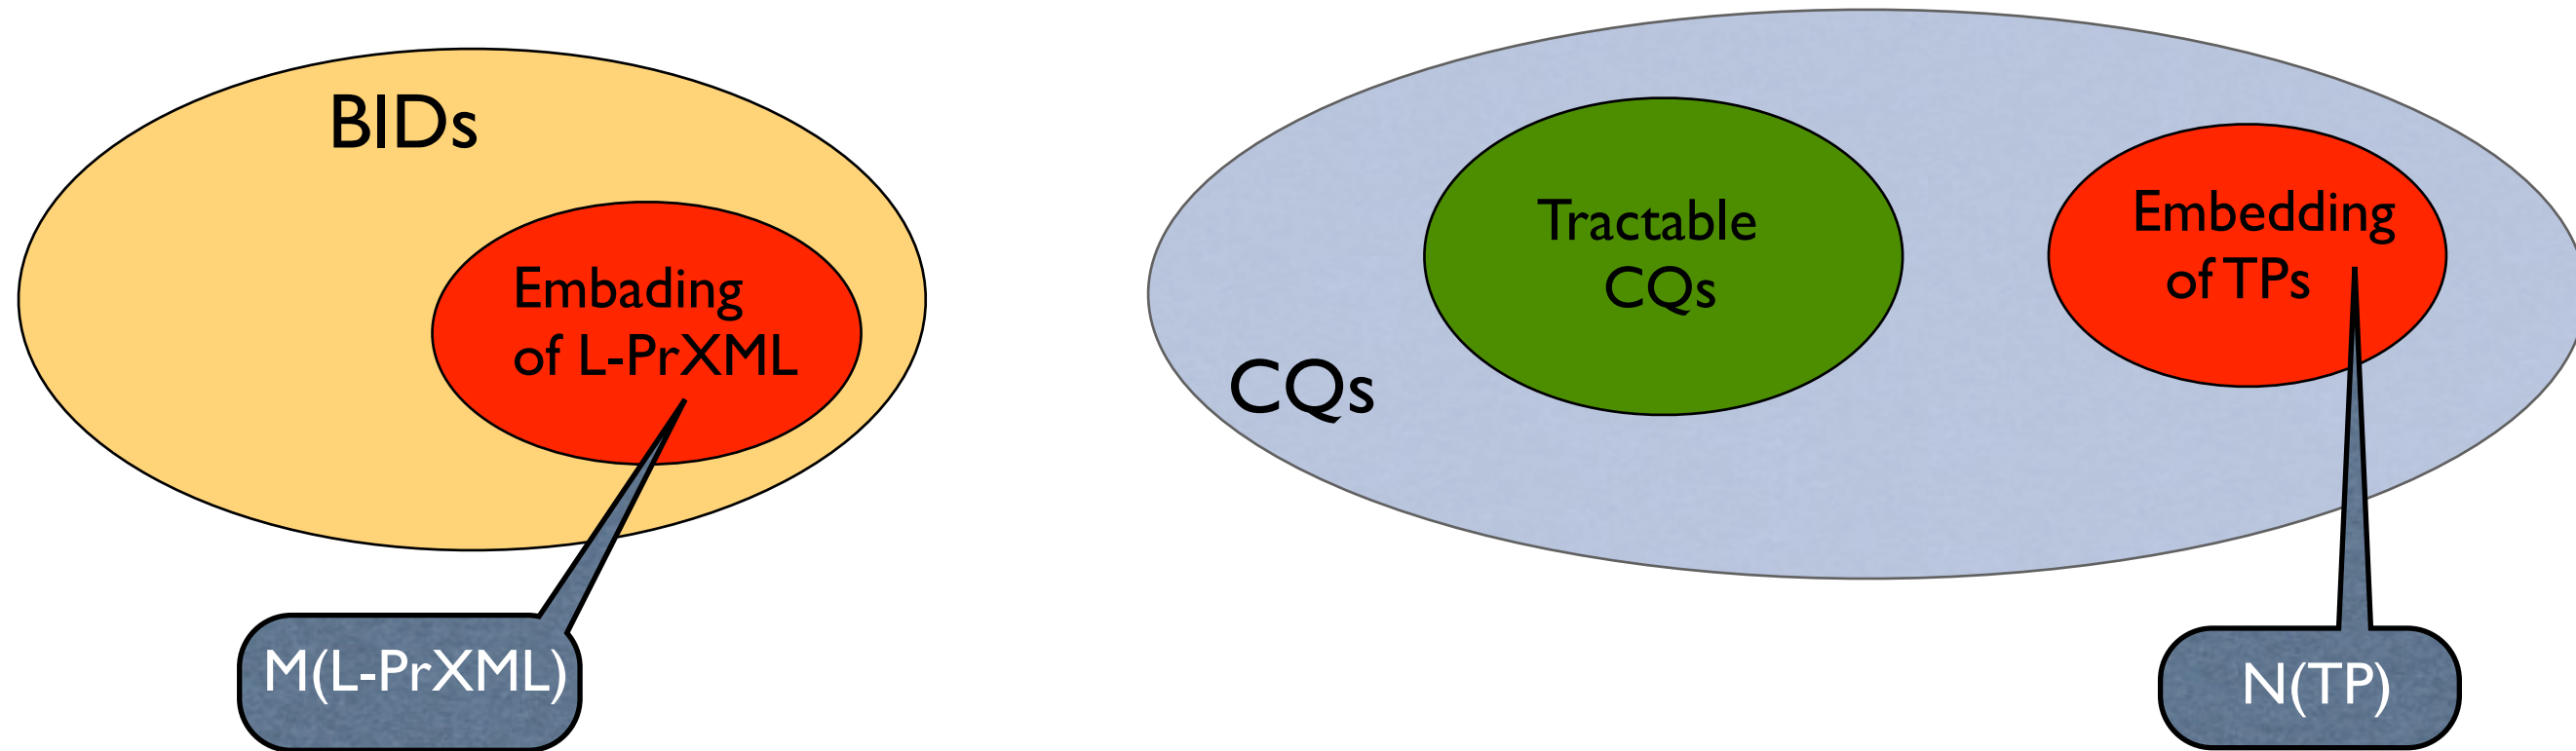 BIDs
Embading
of L-PrXML
M(L-PrXML)
Tractable
CQs
Embedding
of TPs
CQs
N(TP)